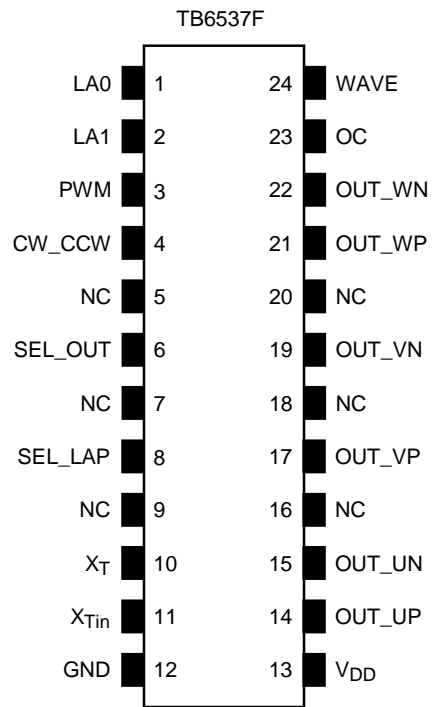 TB6537F
LA0 1 24 WAVE
LA1 2 23 OC
PWM 3 22 OUT_WN
CW_CCW 4 21 OUT_WP
NC 5 20 NC
SEL_OUT 6 19 OUT_VN
NC 7 18 NC
SEL_LAP 8 17 OUT_VP
NC 9 16 NC
XT 10 15 OUT_UN
XTin 11 14 OUT_UP
GND 12 13 VDD